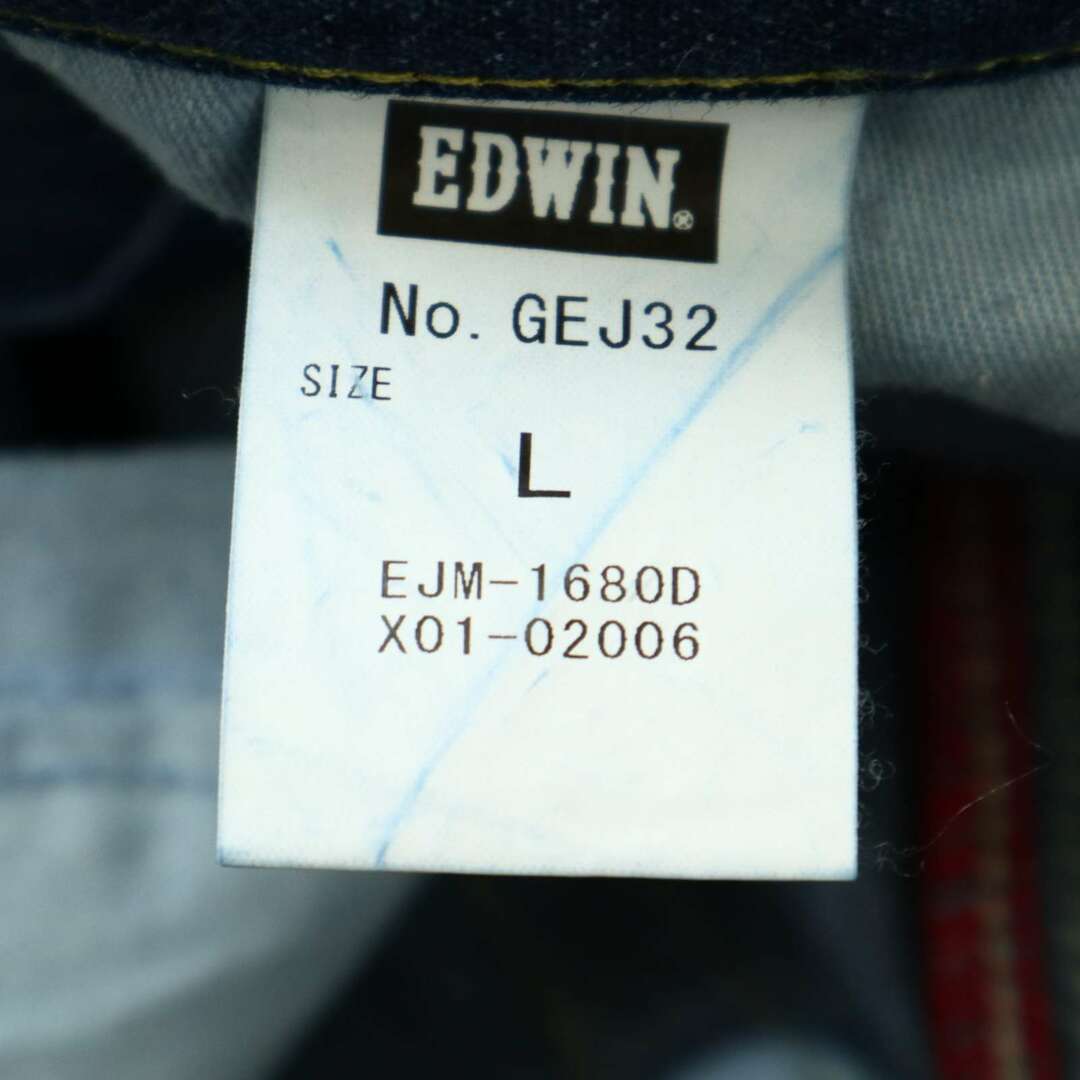 EDWIN®
No. GEJ32
SIZE
L
EJM-1680D
X01-02006